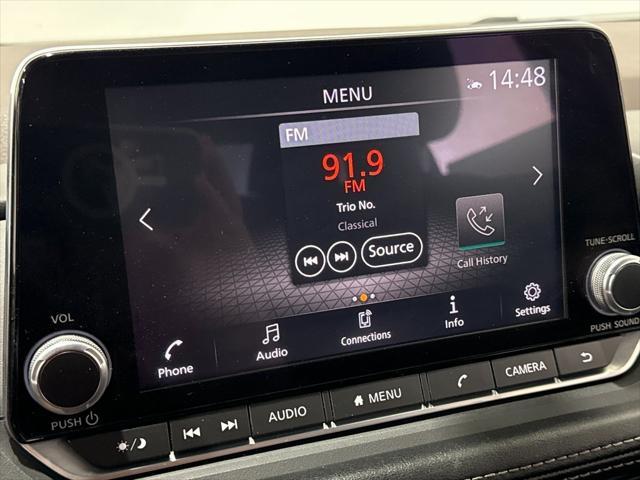 MENU
14:48
FM
91.9
FM
Trio No.
Classical
Source
Call History
Phone
Audio
Connections
Info
Settings
VOL
PUSH
TUNE·SCROLL
PUSH SOUND
AUDIO
MENU
CAMERA